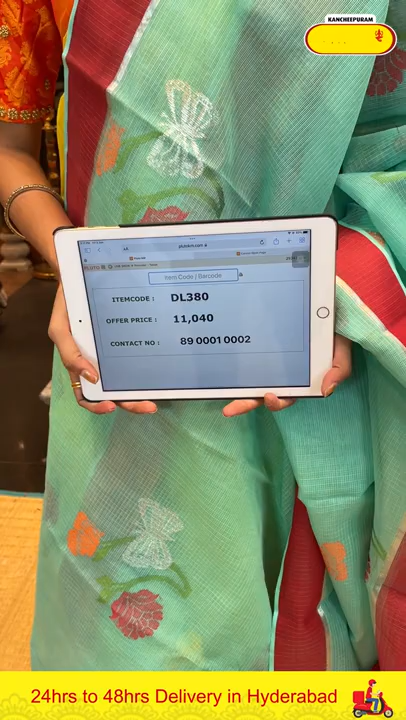 KANCHEEPURAM
Item Code / Barcode
ITEMCODE : DL380
OFFER PRICE : 11,040
CONTACT NO : 89 0001 0002
24hrs to 48hrs Delivery in Hyderabad